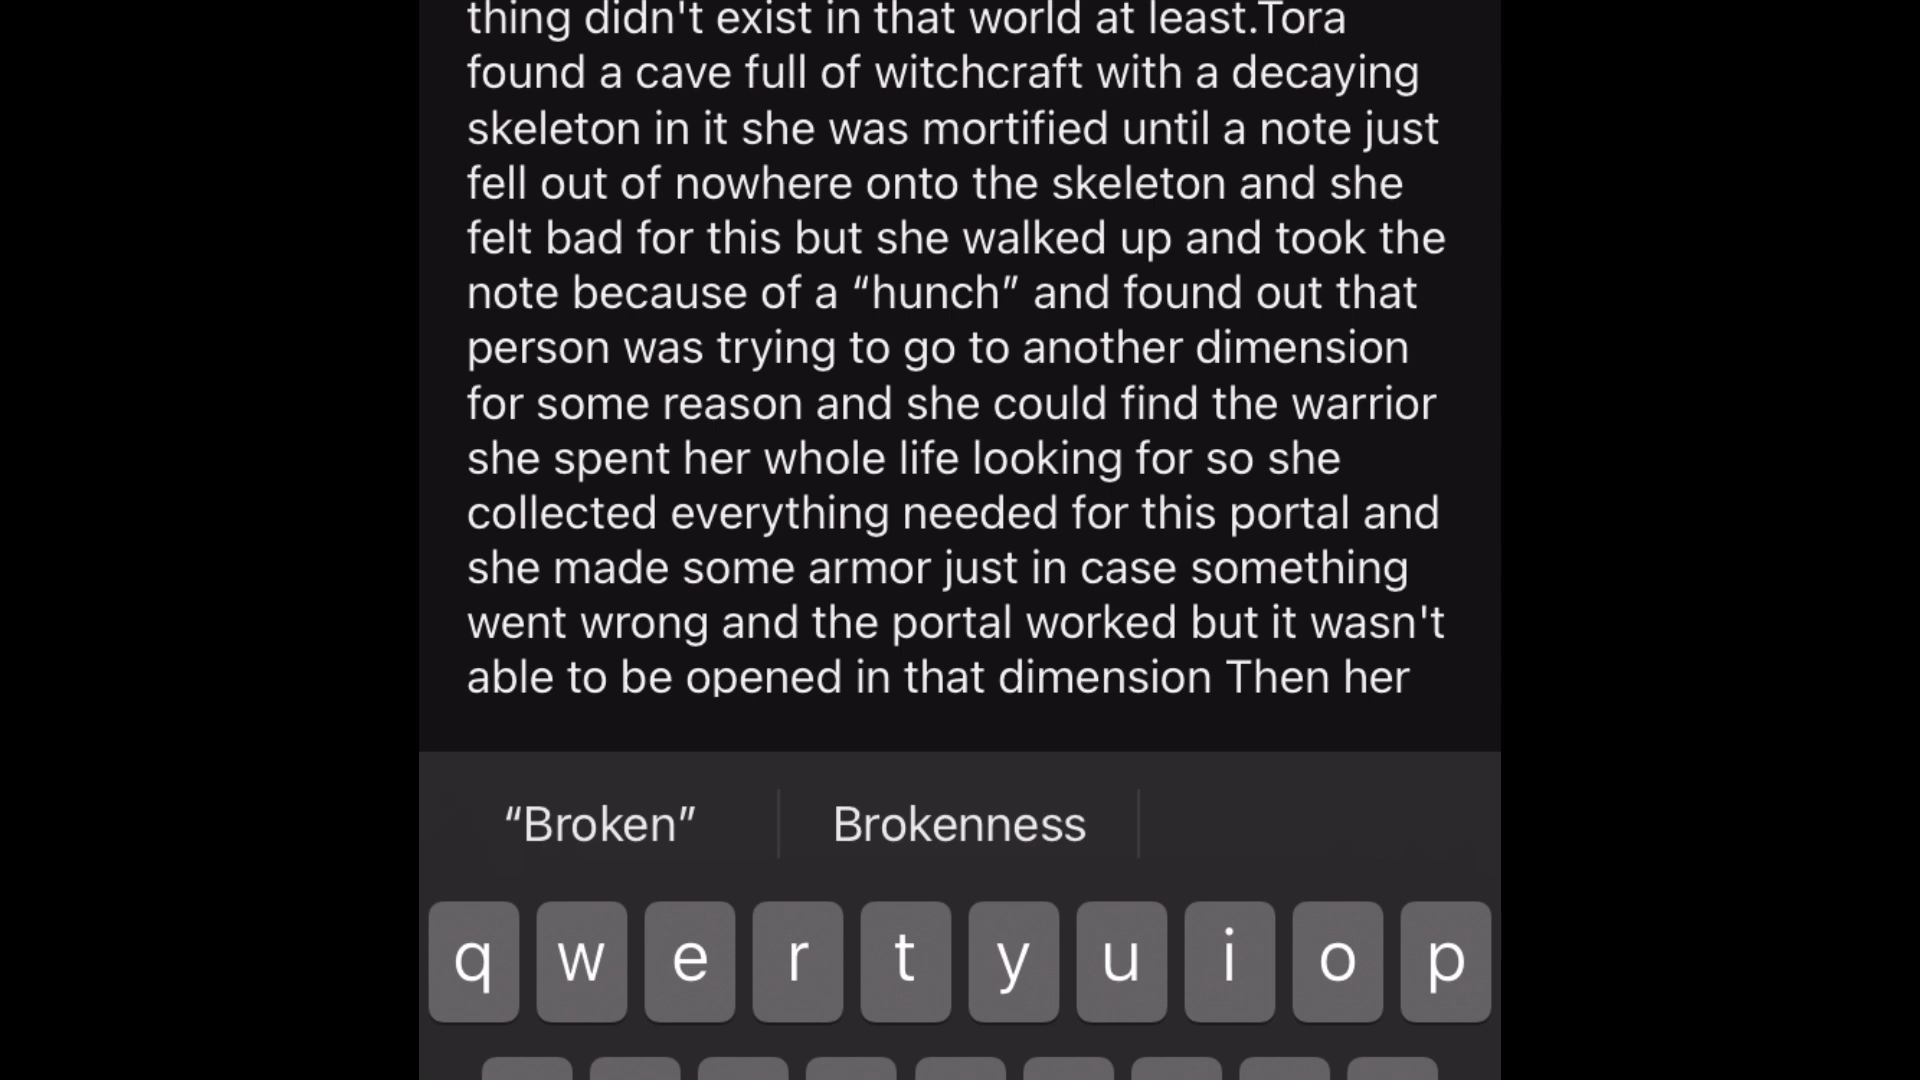 thing didn't exist in that world at least.Tora
found a cave full of witchcraft with a decaying
skeleton in it she was mortified until a note just
fell out of nowhere onto the skeleton and she
felt bad for this but she walked up and took the
note because of a “hunch” and found out that
person was trying to go to another dimension
for some reason and she could find the warrior
she spent her whole life looking for so she
collected everything needed for this portal and
she made some armor just in case something
went wrong and the portal worked but it wasn't
able to be opened in that dimension Then her
“Broken” Brokenness
q w e r t y u i o p